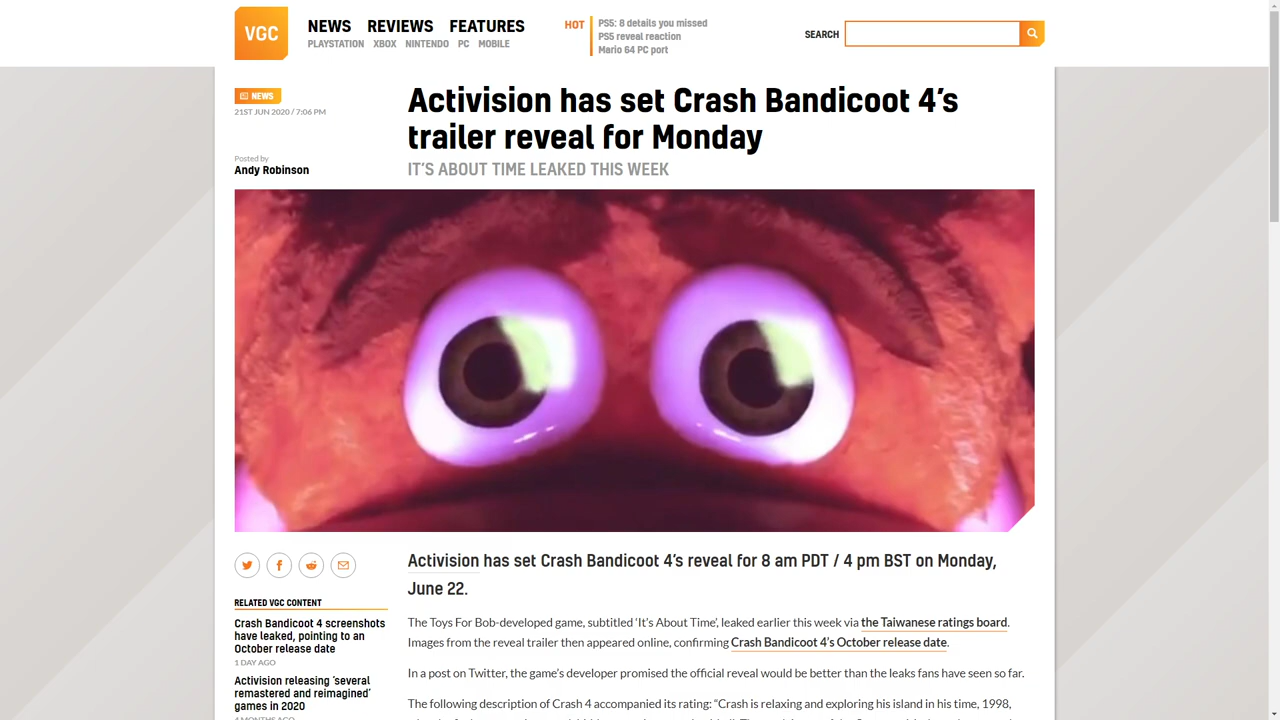 VGC
NEWS REVIEWS FEATURES
PLAYSTATION XBOX NINTENDO PC MOBILE
HOT
PS5: 8 details you missed
PS5 reveal reaction
Mario 64 PC port
SEARCH
NEWS
21ST JUN 2020 / 7:06 PM
Posted by
Andy Robinson
Activision has set Crash Bandicoot 4’s
trailer reveal for Monday
IT’S ABOUT TIME LEAKED THIS WEEK
RELATED VGC CONTENT
Crash Bandicoot 4 screenshots
have leaked, pointing to an
October release date
1 DAY AGO
Activision releasing ‘several
remastered and reimagined’
games in 2020
4 MONTHS AGO
Activision has set Crash Bandicoot 4’s reveal for 8 am PDT / 4 pm BST on Monday,
June 22.
The Toys For Bob-developed game, subtitled ‘It’s About Time’, leaked earlier this week via the Taiwanese ratings board.
Images from the reveal trailer then appeared online, confirming Crash Bandicoot 4’s October release date.
In a post on Twitter, the game’s developer promised the official reveal would be better than the leaks fans have seen so far.
The following description of Crash 4 accompanied its rating: “Crash is relaxing and exploring his island in his time, 1998,